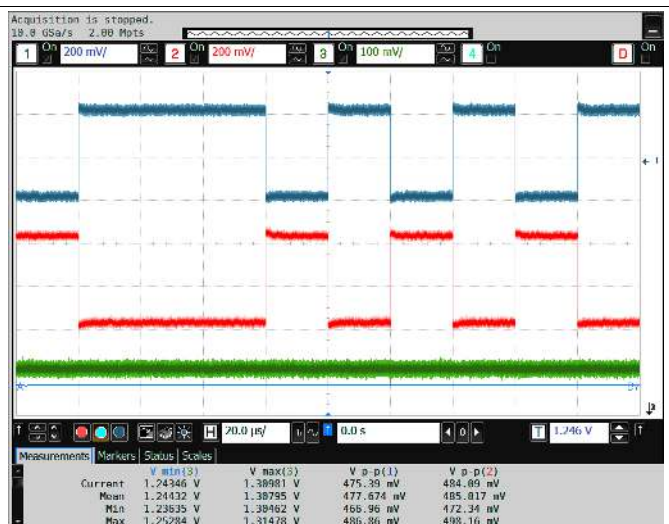 Acquisition is stopped.
10.0 GSa/s 2.00 Mpts
1 On 200 mV/ 2 On 200 mV/ 3 On 100 mV/ 4 On D On
H 20.0 µs/ 0.0 s 0 T 1.246 V
Measurements Markers Status Scales
V min(3) V max(3) V p-p(1) V p-p(2)
Current 1.24346 V 1.30981 V 475.39 mV 484.09 mV
Mean 1.24432 V 1.30795 V 477.674 mV 485.817 mV
Min 1.23635 V 1.30462 V 466.96 mV 472.34 mV
Max 1.25284 V 1.31478 V 486.86 mV 498.16 mV